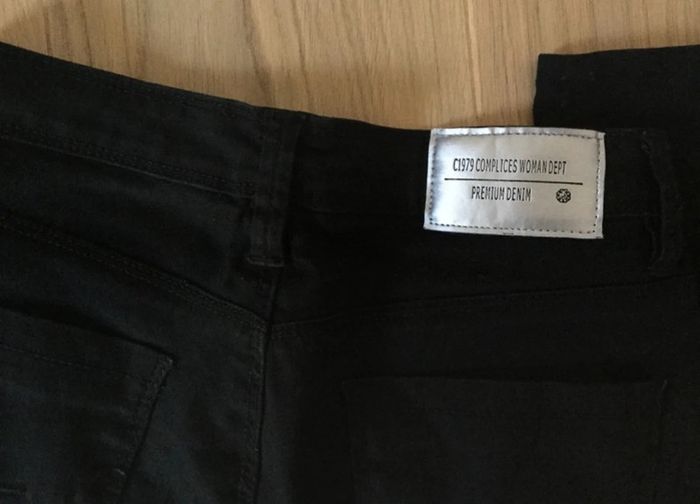 C1979 COMPLICES WOMAN DEPT
PREMIUM DENIM